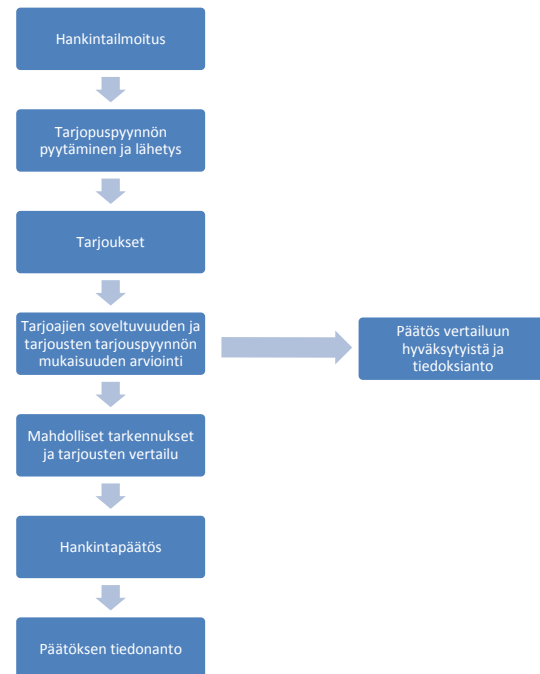 Hankintailmoitus
Tarjopuspyynnön
pyytäminen ja lähetys
Tarjoukset
Tarjoajien soveltuvuuden ja
tarjousten tarjouspyynnön
mukaisuuden arviointi
Päätös vertailuun
hyväksytyistä ja
tiedoksianto
Mahdolliset tarkennukset
ja tarjousten vertailu
Hankintapäätös
Päätöksen tiedonanto